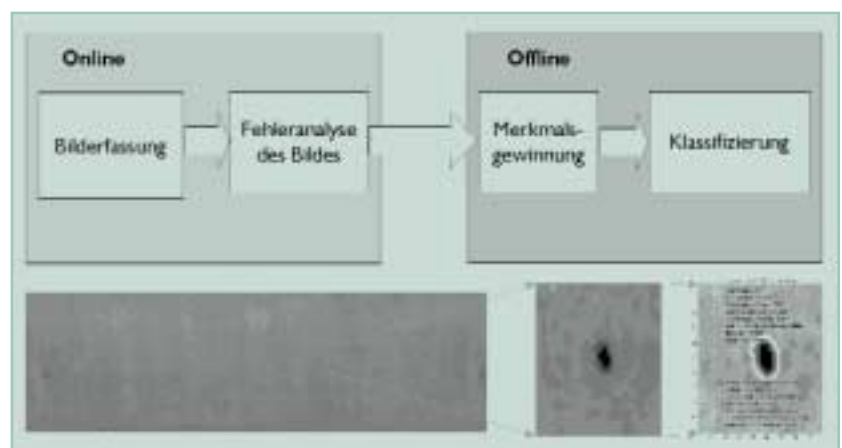 Online
Offline
Bilderfassung
Fehleranalyse
des Bildes
Merkmals-
gewinnung
Klassifizierung